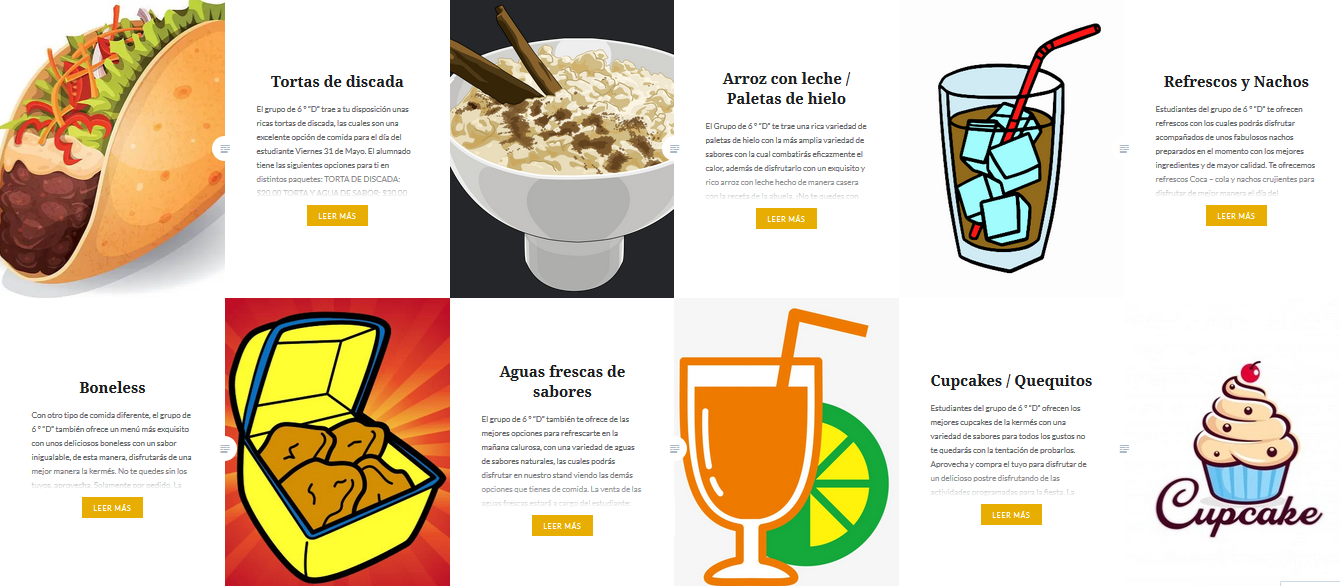 Tortas de discada
El grupo de 6 ° "D" trae a tu disposición unas
ricas tortas de discada, las cuales son una
excelente opción de comida para el día del
estudiante Viernes 31 de Mayo. El alumnado
tiene las siguientes opciones para ti en
distintos paquetes: TORTA DE DISCADA:
$20.00 TORTA Y AGUA DE SABOR: $30.00
LEER MÁS
Arroz con leche /
Paletas de hielo
El Grupo de 6 ° "D" te trae una rica variedad de
paletas de hielo con la más amplia variedad de
sabores con la cual combatirás eficazmente el
calor, además de disfrutarlo con un exquisito y
rico arroz con leche hecho de manera casera
con la receta de la abuela. ¡No te quedes con
LEER MÁS
Refrescos y Nachos
Estudiantes del grupo de 6 ° "D" te ofrecen
refrescos con los cuales podrás disfrutar
acompañados de unos fabulosos nachos
preparados en el momento con los mejores
ingredientes y de mayor calidad. Te ofrecemos
refrescos Coca – cola y nachos crujientes para
disfrutar de mejor manera el día del
LEER MÁS
Boneless
Con otro tipo de comida diferente, el grupo de
6 ° "D" también ofrece un menú más exquisito
con unos deliciosos boneless con un sabor
inigualable, de esta manera, disfrutarás de una
mejor manera la kermés. No te quedes sin los
tuyos, aprovecha. Solamente por pedido. La
LEER MÁS
Aguas frescas de
sabores
El grupo de 6 ° "D" también te ofrece de las
mejores opciones para refrescarte en la
mañana calurosa, con una variedad de aguas
de sabores naturales, las cuales podrás
disfrutar en nuestro stand viendo las demás
opciones que tienes de comida. La venta de las
aguas frescas estará a cargo del estudiante:
LEER MÁS
Cupcakes / Quequitos
Estudiantes del grupo de 6 ° "D" ofrecen los
mejores cupcakes de la kermés con una
variedad de sabores para todos los gustos no
te quedarás con la tentación de probarlos.
Aprovecha y compra el tuyo para disfrutar de
un delicioso postre disfrutando de las
actividades programadas para la fiesta. La
LEER MÁS
Cupcake